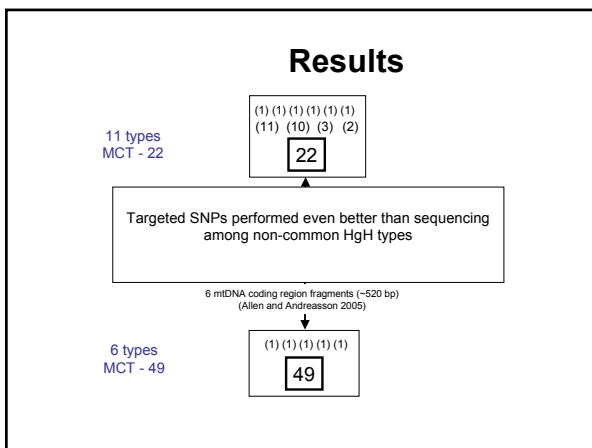 Results
(1) (1) (1) (1) (1) (1)
(11) (10) (3) (2)
22
11 types
MCT - 22
Targeted SNPs performed even better than sequencing
among non-common HgH types
6 mtDNA coding region fragments (~520 bp)
(Allen and Andreasson 2005)
6 types
MCT - 49
(1) (1) (1) (1) (1)
49